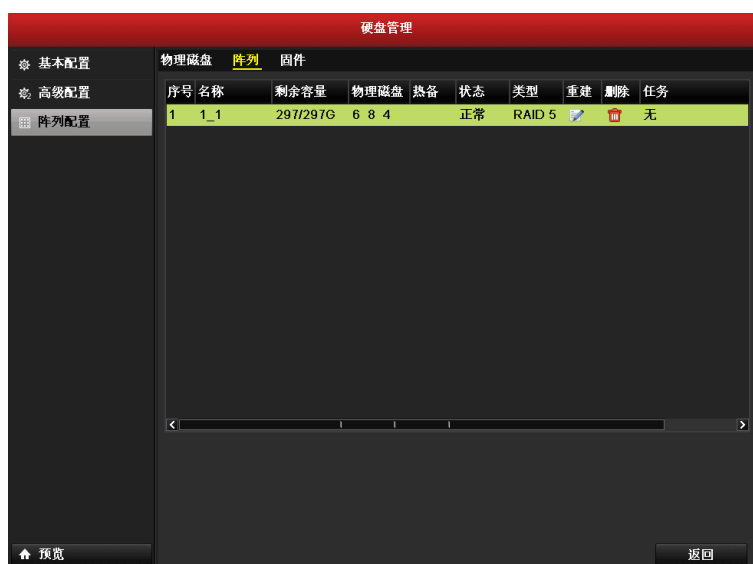 硬盘管理
基本配置
高级配置
阵列配置
物理磁盘 阵列 固件
序号 名称 剩余容量 物理磁盘 热备 状态 类型 重建 删除 任务
1 1_1 297/297G 6 8 4 正常 RAID 5 无
预览
返回